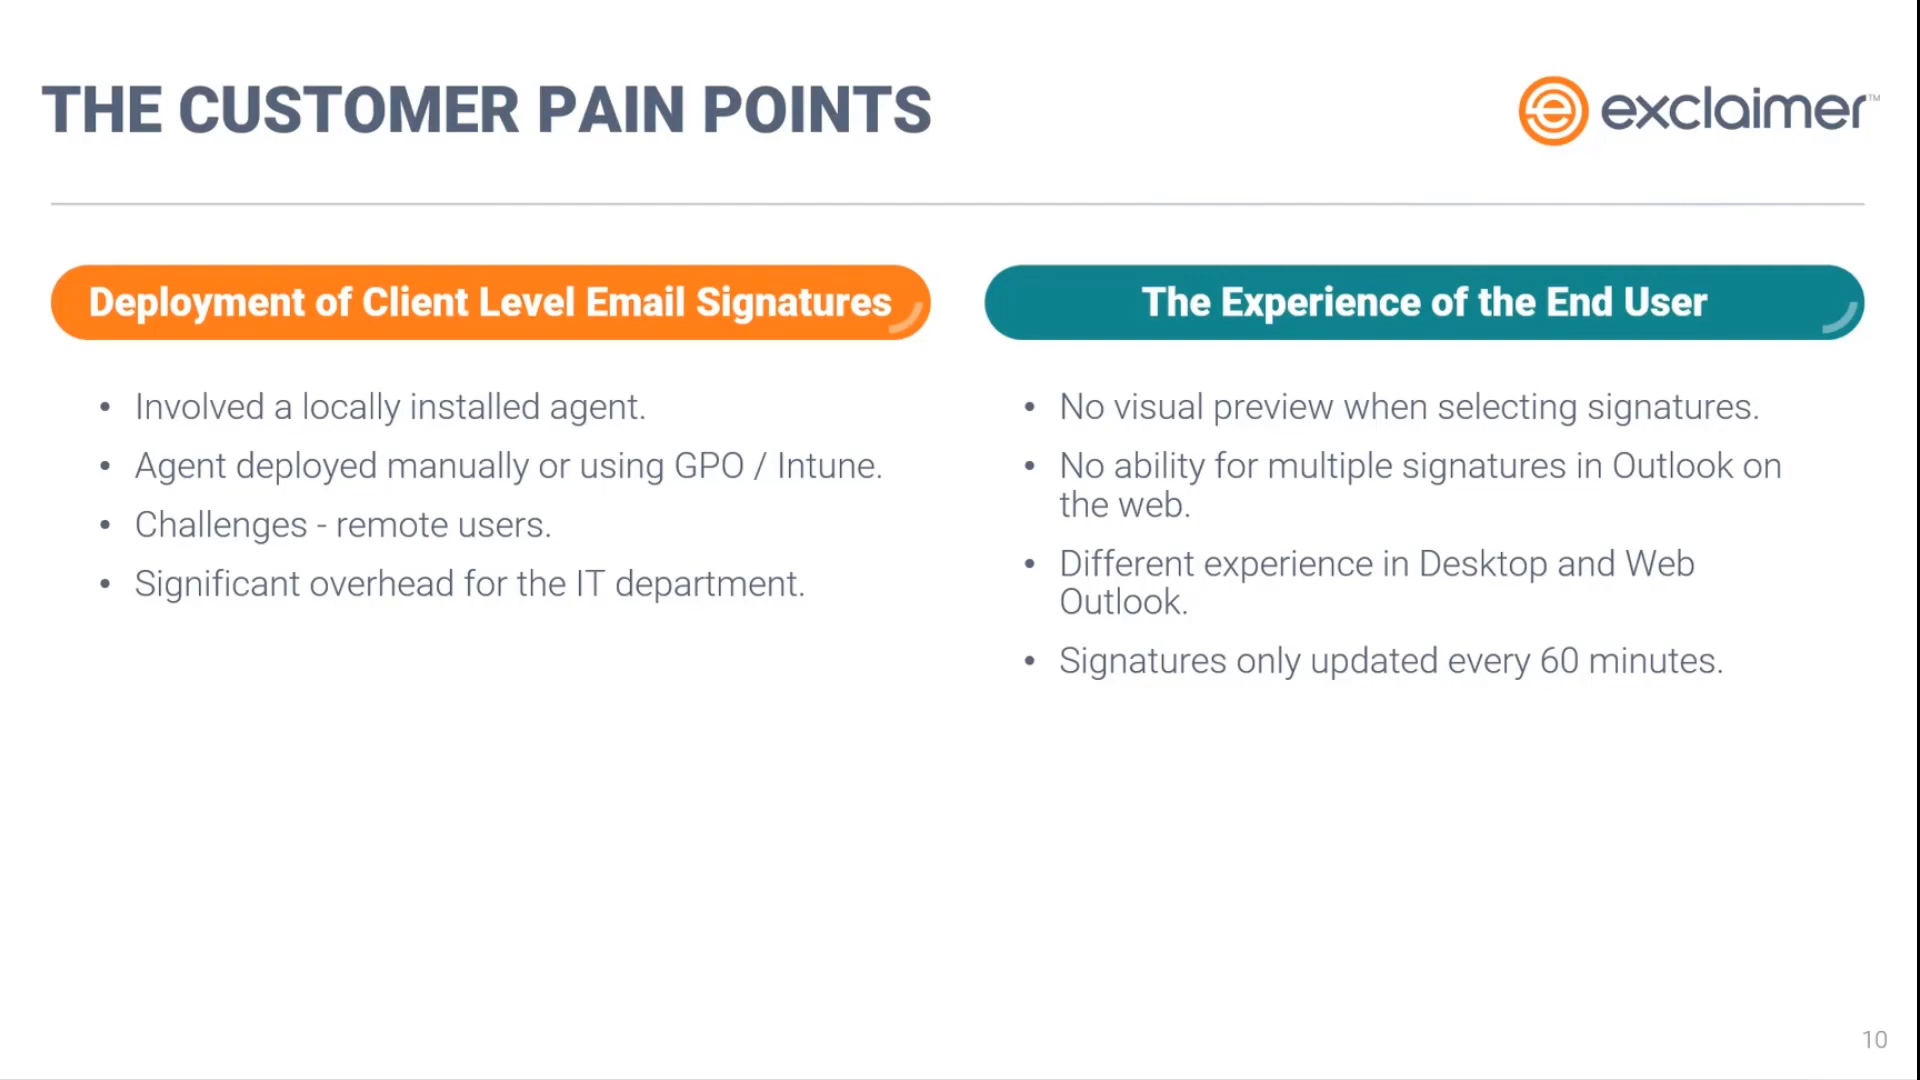 THE CUSTOMER PAIN POINTS
exclaimer™
Deployment of Client Level Email Signatures
• Involved a locally installed agent.
• Agent deployed manually or using GPO / Intune.
• Challenges - remote users.
• Significant overhead for the IT department.
The Experience of the End User
• No visual preview when selecting signatures.
• No ability for multiple signatures in Outlook on
the web.
• Different experience in Desktop and Web
Outlook.
• Signatures only updated every 60 minutes.
10